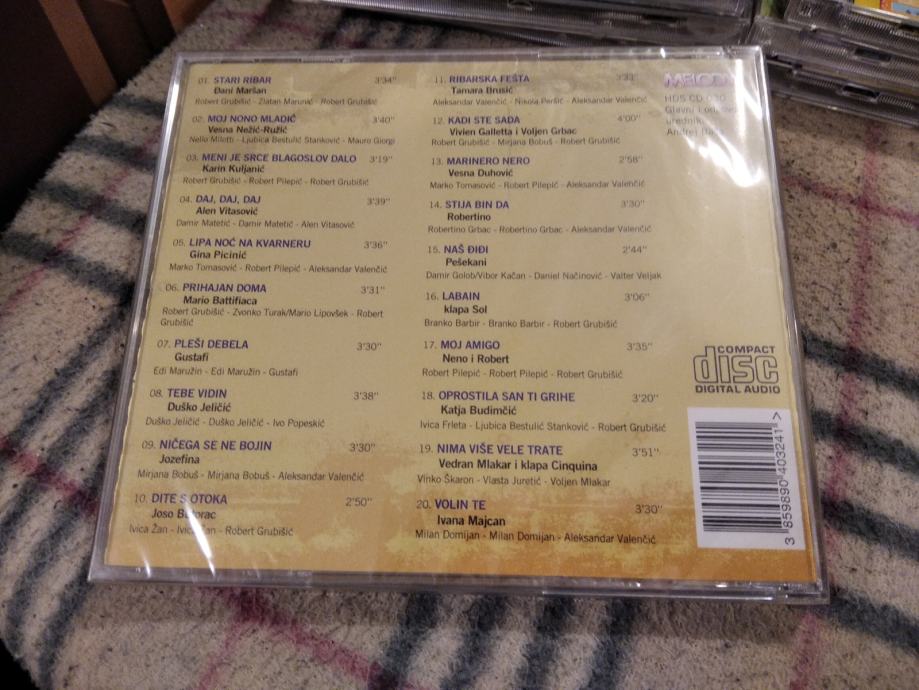 01. STARI RIBAR 3'34"
Đani Maršan
Robert Grubišić - Zlatan Marunić - Robert Grubišić
02. MOJ NONO MLADIĆ 3'40"
Vesna Nežić-Ružić
Nello Miletti - Ljubica Bestulić Stanković - Mauro Giorgi
03. MENI JE SRCE BLAGOSLOV DALO 3'19"
Karin Kuljanić
Robert Grubišić - Robert Pilepić - Robert Grubišić
04. DAJ, DAJ, DAJ 3'39"
Alen Vitasović
Damir Matetić - Damir Matetić - Alen Vitasović
05. LIPA NOĆ NA KVARNERU 3'36"
Gina Picinić
Marko Tomasović - Robert Pilepić - Aleksandar Valenčić
06. PRIHAJAN DOMA 3'31"
Mario Battifiaca
Robert Grubišić - Zvonko Turak/Mario Lipovšek - Robert
Grubišić
07. PLEŠI DEBELA 3'30"
Gustafi
Edi Maružin - Edi Maružin - Gustafi
08. TEBE VIDIN 3'38"
Duško Jeličić
Duško Jeličić - Duško Jeličić - Ivo Popeskić
09. NIČEGA SE NE BOJIN 3'30"
Jozefina
Mirjana Bobuš - Mirjana Bobuš - Aleksandar Valenčić
10. DITE S OTOKA 2'50"
Joso Butorac
Ivica Žan - Ivica Žan - Robert Grubišić
11. RIBARSKA FEŠTA 3'33"
Tamara Brusić
Aleksandar Valenčić - Nikola Peršić - Aleksandar Valenčić
12. KADI STE SADA 4'00"
Vivien Galletta i Voljen Grbac
Robert Grubišić - Mirjana Bobuš - Robert Grubišić
13. MARINERO NERO 2'58"
Vesna Duhović
Marko Tomasović - Robert Pilepić - Aleksandar Valenčić
14. STIJA BIN DA 3'30"
Robertino
Robertino Grbac - Robertino Grbac - Aleksandar Valenčić
15. NAŠ ĐIĐI 2'44"
Pešekani
Damir Golob/Vibor Kačan - Daniel Načinović - Valter Veljak
16. LABAIN 3'06"
klapa Sol
Branko Barbir - Branko Barbir - Robert Grubišić
17. MOJ AMIGO 3'35"
Neno i Robert
Robert Pilepić - Robert Pilepić - Robert Grubišić
18. OPROSTILA SAN TI GRIHE 3'20"
Katja Budimčić
Ivica Frleta - Ljubica Bestulić Stanković - Robert Grubišić
19. NIMA VIŠE VELE TRATE 3'51"
Vedran Mlakar i klapa Cinquina
Vinko Škaron - Vlasta Juretić - Voljen Mlakar
20. VOLIN TE 3'30"
Ivana Majcan
Milan Domijan - Milan Domijan - Aleksandar Valenčić
HDS CD
Glavni i
urednik:
Andrej
COMPACT
disc
DIGITAL AUDIO
3 859890 403241 >